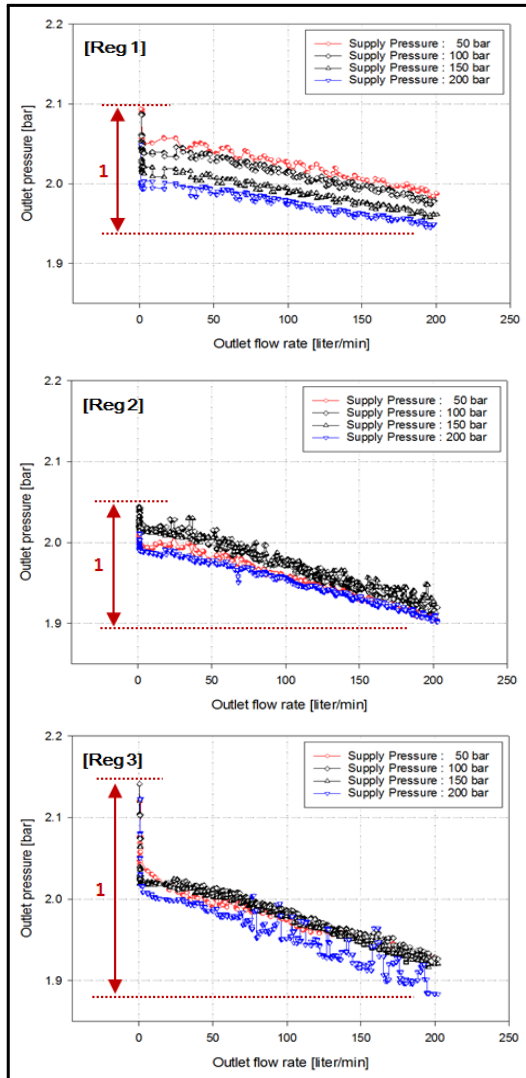 [Reg 1]
Supply Pressure : 50 bar
Supply Pressure : 100 bar
Supply Pressure : 150 bar
Supply Pressure : 200 bar
2.2
2.1
2.0
1.9
1
Outlet pressure [bar]
0 50 100 150 200
Outlet flow rate [liter/min]
[Reg 2]
Supply Pressure : 50 bar
Supply Pressure : 100 bar
Supply Pressure : 150 bar
Supply Pressure : 200 bar
2.2
2.1
2.0
1.9
1
Outlet pressure [bar]
0 50 100 150 200
Outlet flow rate [liter/min]
[Reg 3]
Supply Pressure : 50 bar
Supply Pressure : 100 bar
Supply Pressure : 150 bar
Supply Pressure : 200 bar
2.2
2.1
2.0
1.9
1
Outlet pressure [bar]
0 50 100 150 200
Outlet flow rate [liter/min]